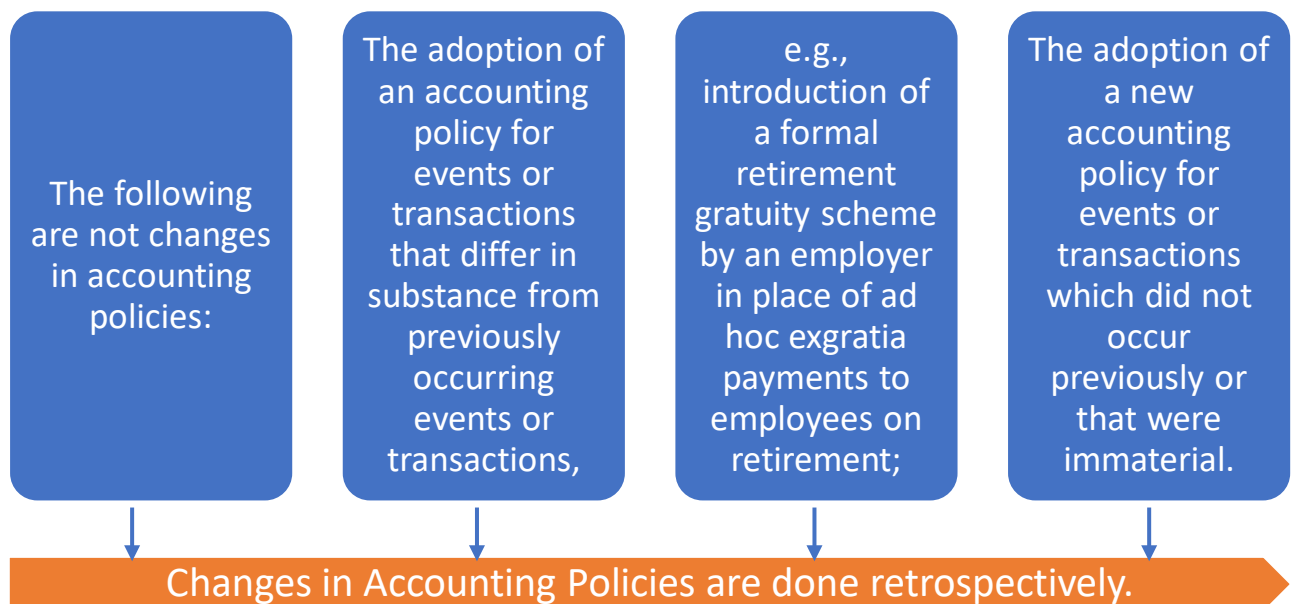 The following
are not changes
in accounting
policies:
The adoption of
an accounting
policy for
events or
transactions
that differ in
substance from
previously
occurring
events or
transactions,
e.g.,
introduction of
a formal
retirement
gratuity scheme
by an employer
in place of ad
hoc exgratia
payments to
employees on
retirement;
The adoption of
a new
accounting
policy for
events or
transactions
which did not
occur
previously or
that were
immaterial.
Changes in Accounting Policies are done retrospectively.